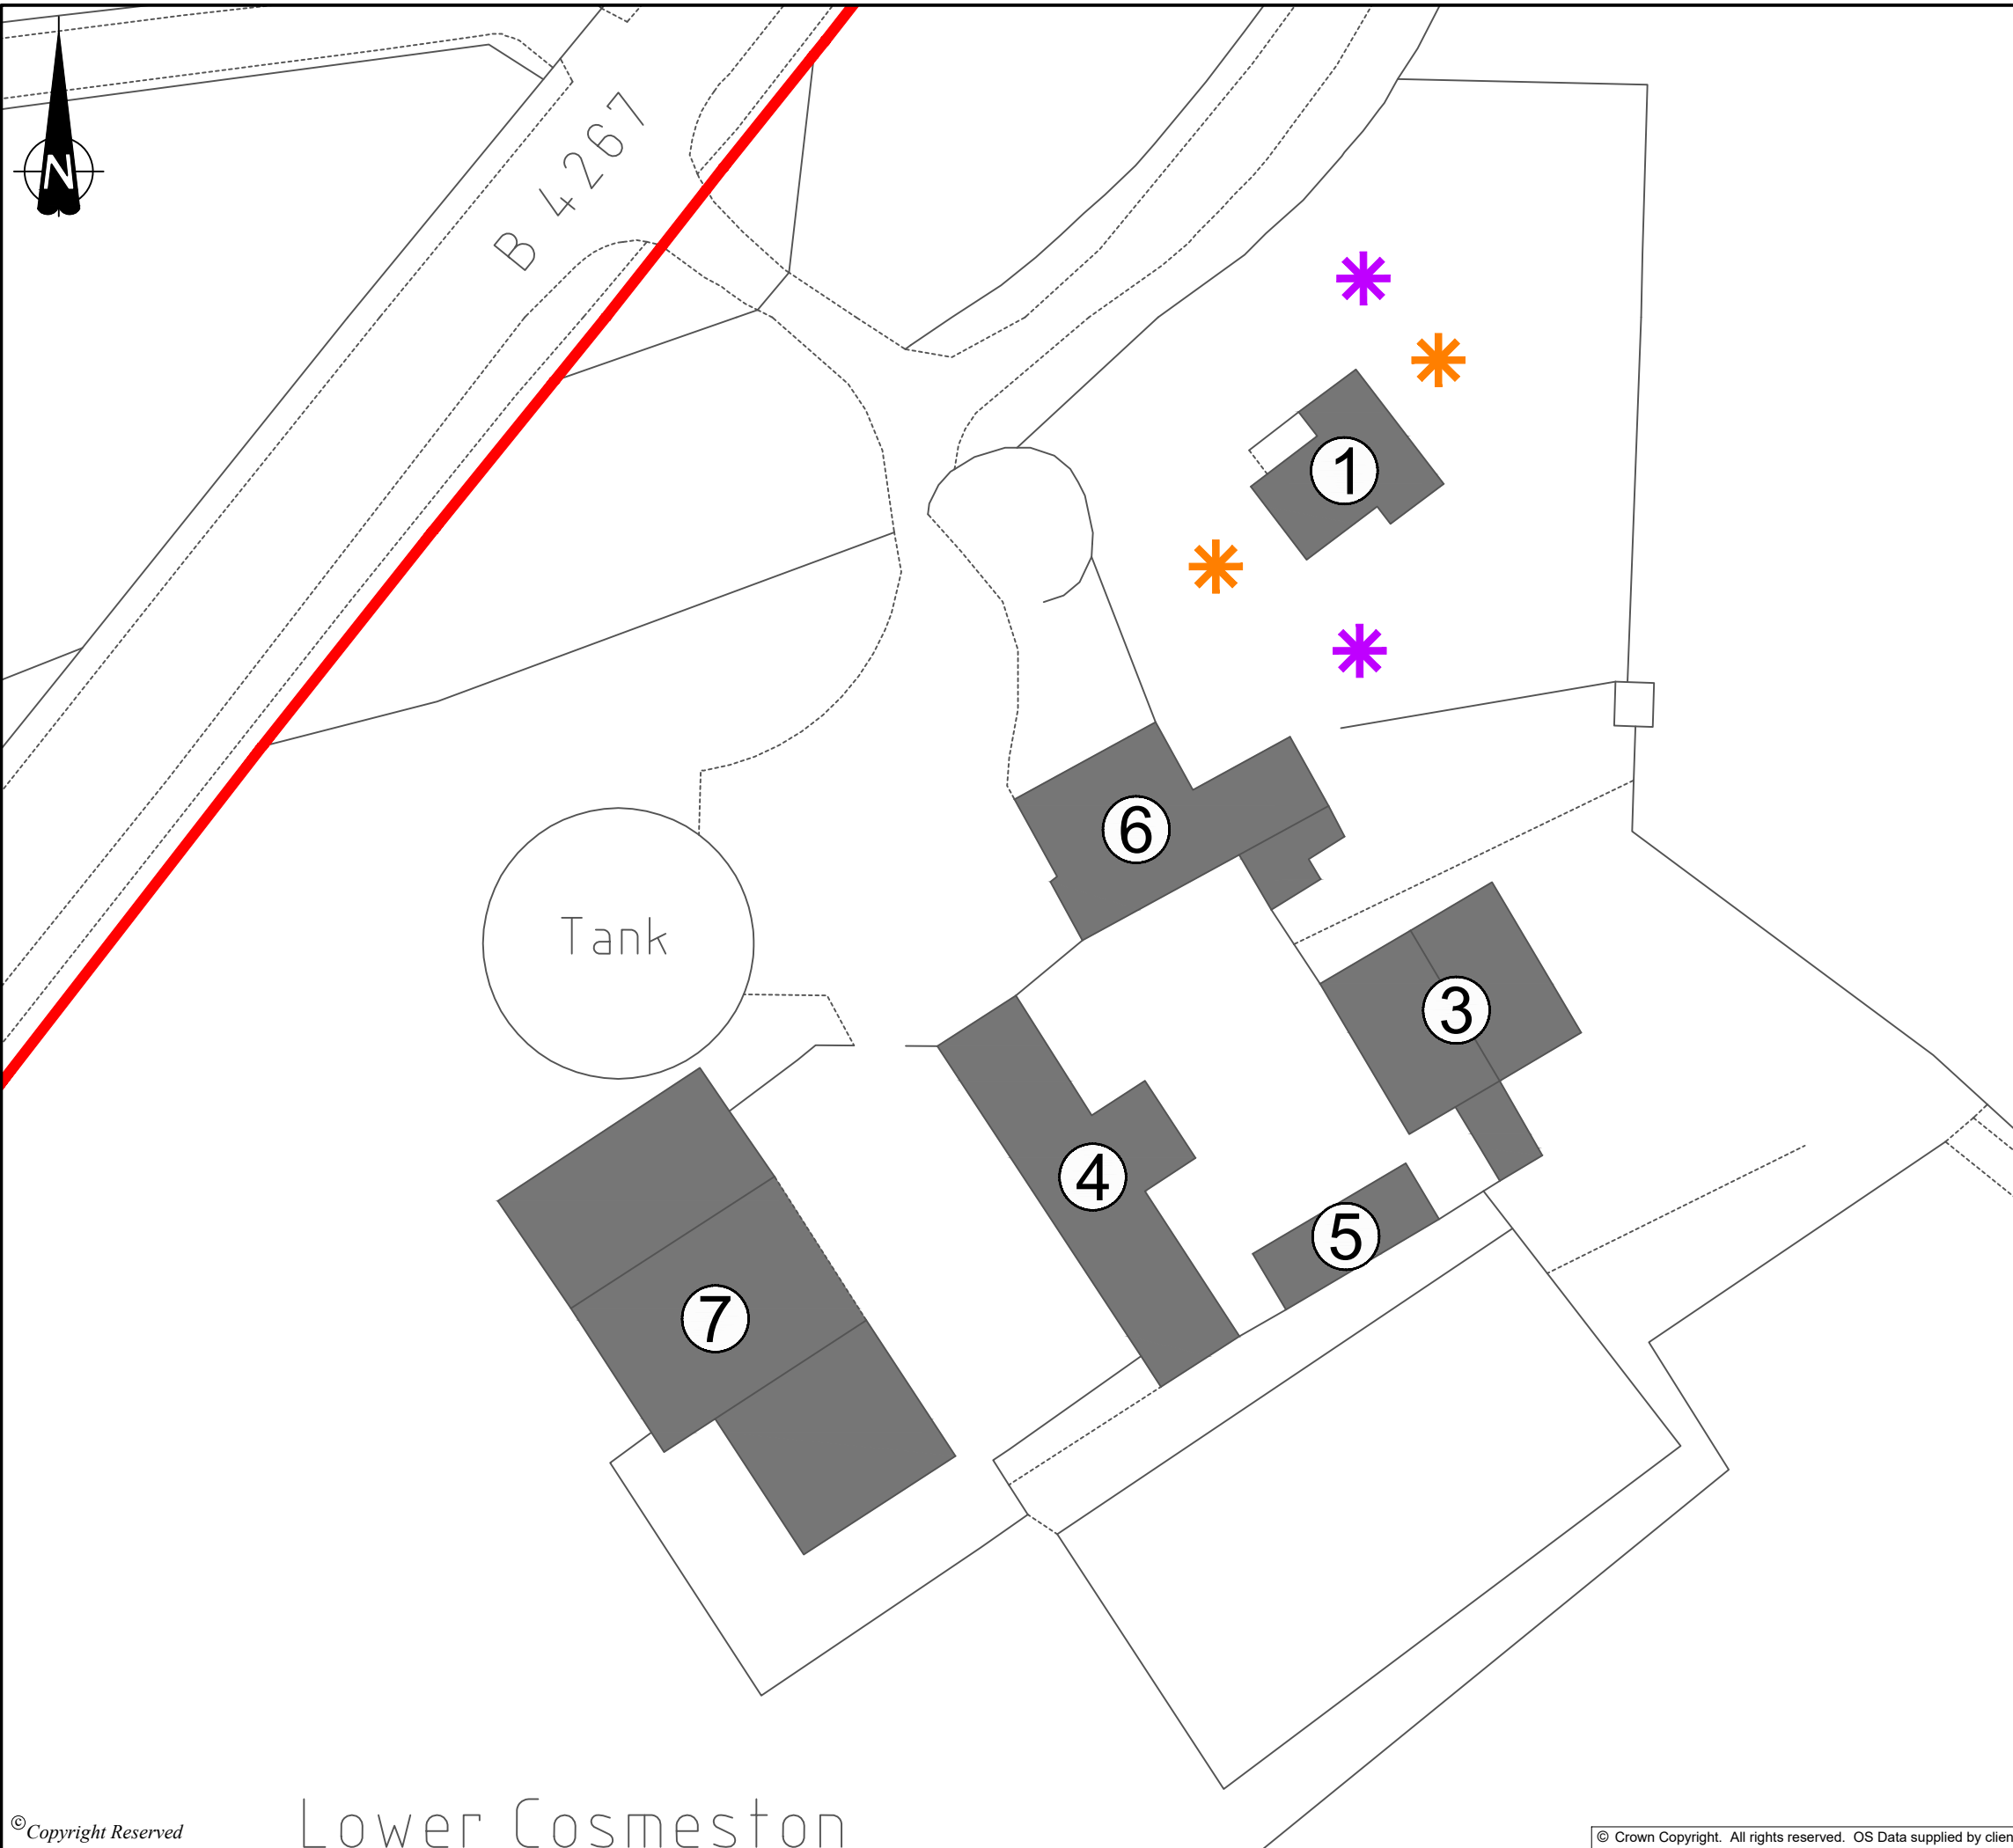 B 4267
N
1
6
Tank
3
4
5
7
Lower Cosmeston
©Copyright Reserved
© Crown Copyright. All rights reserved. OS Data supplied by